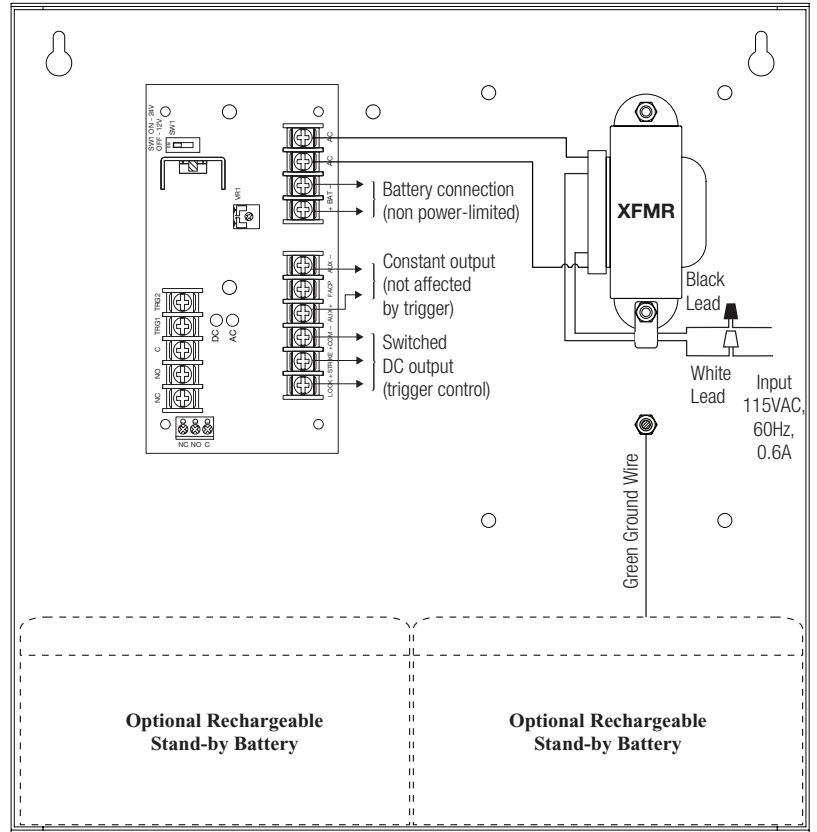 SW1 ON - 24V
OFF - 12V
SW1
ON
VR1
AC
AC
+ BAT –
Battery connection
(non power-limited)
AUX –
FACP
AUX+
Constant output
(not affected
by trigger)
COM –
STRIKE +
LOCK +
Switched
DC output
(trigger control)
TRG2
TRG1
C
NO
NC
DC
AC
NC NO C
XFMR
Black
Lead
White
Lead
Input
115VAC,
60Hz,
0.6A
Green Ground Wire
Optional Rechargeable
Stand-by Battery
Optional Rechargeable
Stand-by Battery